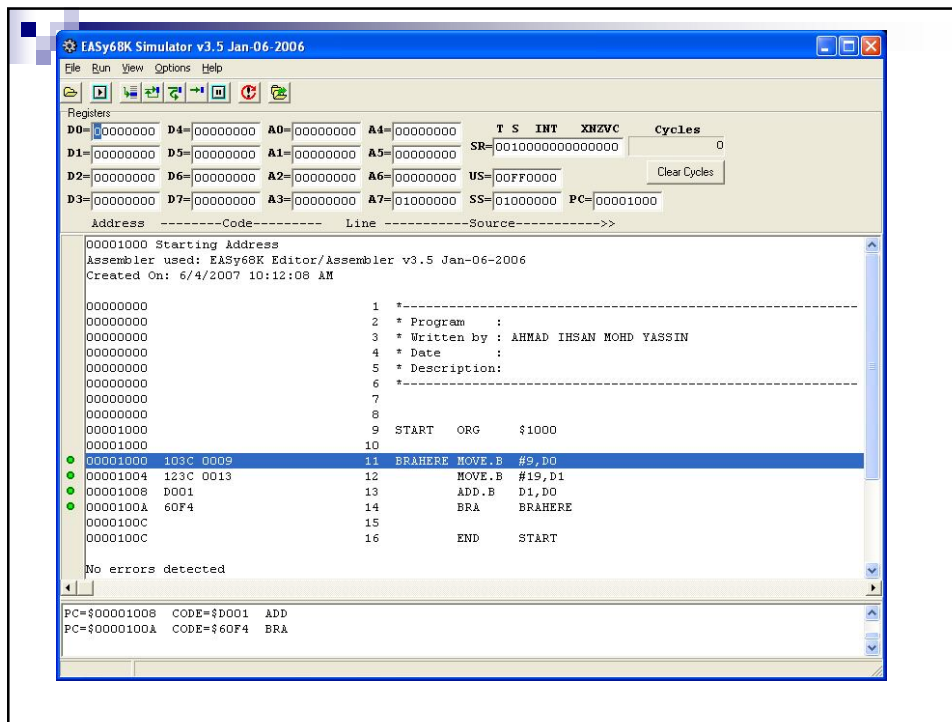 EASy68K Simulator v3.5 Jan-06-2006
File Run View Options Help
Registers
D0= 00000000 D4= 00000000 A0= 00000000 A4= 00000000 T S INT XNZVC Cycles
SR= 0010000000000000 0
D1= 00000000 D5= 00000000 A1= 00000000 A5= 00000000
D2= 00000000 D6= 00000000 A2= 00000000 A6= 00000000 US= 00FF0000 Clear Cycles
D3= 00000000 D7= 00000000 A3= 00000000 A7= 01000000 SS= 01000000 PC= 00001000
Address --------Code--------- Line -----------Source------------>>
00001000 Starting Address
Assembler used: EASy68K Editor/Assembler v3.5 Jan-06-2006
Created On: 6/4/2007 10:12:08 AM
00000000 1 *-----------------------------------------------------------
00000000 2 * Program :
00000000 3 * Written by : AHMAD IHSAN MOHD YASSIN
00000000 4 * Date :
00000000 5 * Description:
00000000 6 *-----------------------------------------------------------
00000000 7
00000000 8
00001000 9 START ORG $1000
00001000 10
00001000 103C 0009 11 BRAHERE MOVE.B #9,D0
00001004 123C 0013 12 MOVE.B #19,D1
00001008 D001 13 ADD.B D1,D0
0000100A 60F4 14 BRA BRAHERE
0000100C 15
0000100C 16 END START
No errors detected
PC=$00001008 CODE=$D001 ADD
PC=$0000100A CODE=$60F4 BRA